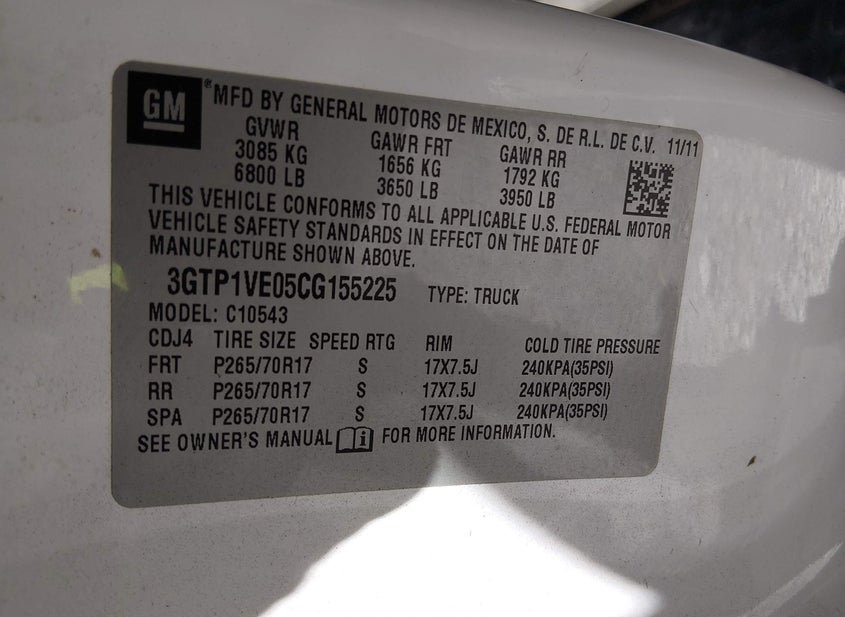 GM ® MFD BY GENERAL MOTORS DE MEXICO, S. DE R.L. DE C.V. 11/11
GVWR GAWR FRT GAWR RR
3085 KG 1656 KG 1792 KG
6800 LB 3650 LB 3950 LB
THIS VEHICLE CONFORMS TO ALL APPLICABLE U.S. FEDERAL MOTOR
VEHICLE SAFETY STANDARDS IN EFFECT ON THE DATE OF
MANUFACTURE SHOWN ABOVE.
3GTP1VE05CG155225 TYPE: TRUCK
MODEL: C10543
CDJ4 TIRE SIZE SPEED RTG RIM COLD TIRE PRESSURE
FRT P265/70R17 S 17X7.5J 240KPA(35PSI)
RR P265/70R17 S 17X7.5J 240KPA(35PSI)
SPA P265/70R17 S 17X7.5J 240KPA(35PSI)
SEE OWNER'S MANUAL FOR MORE INFORMATION.